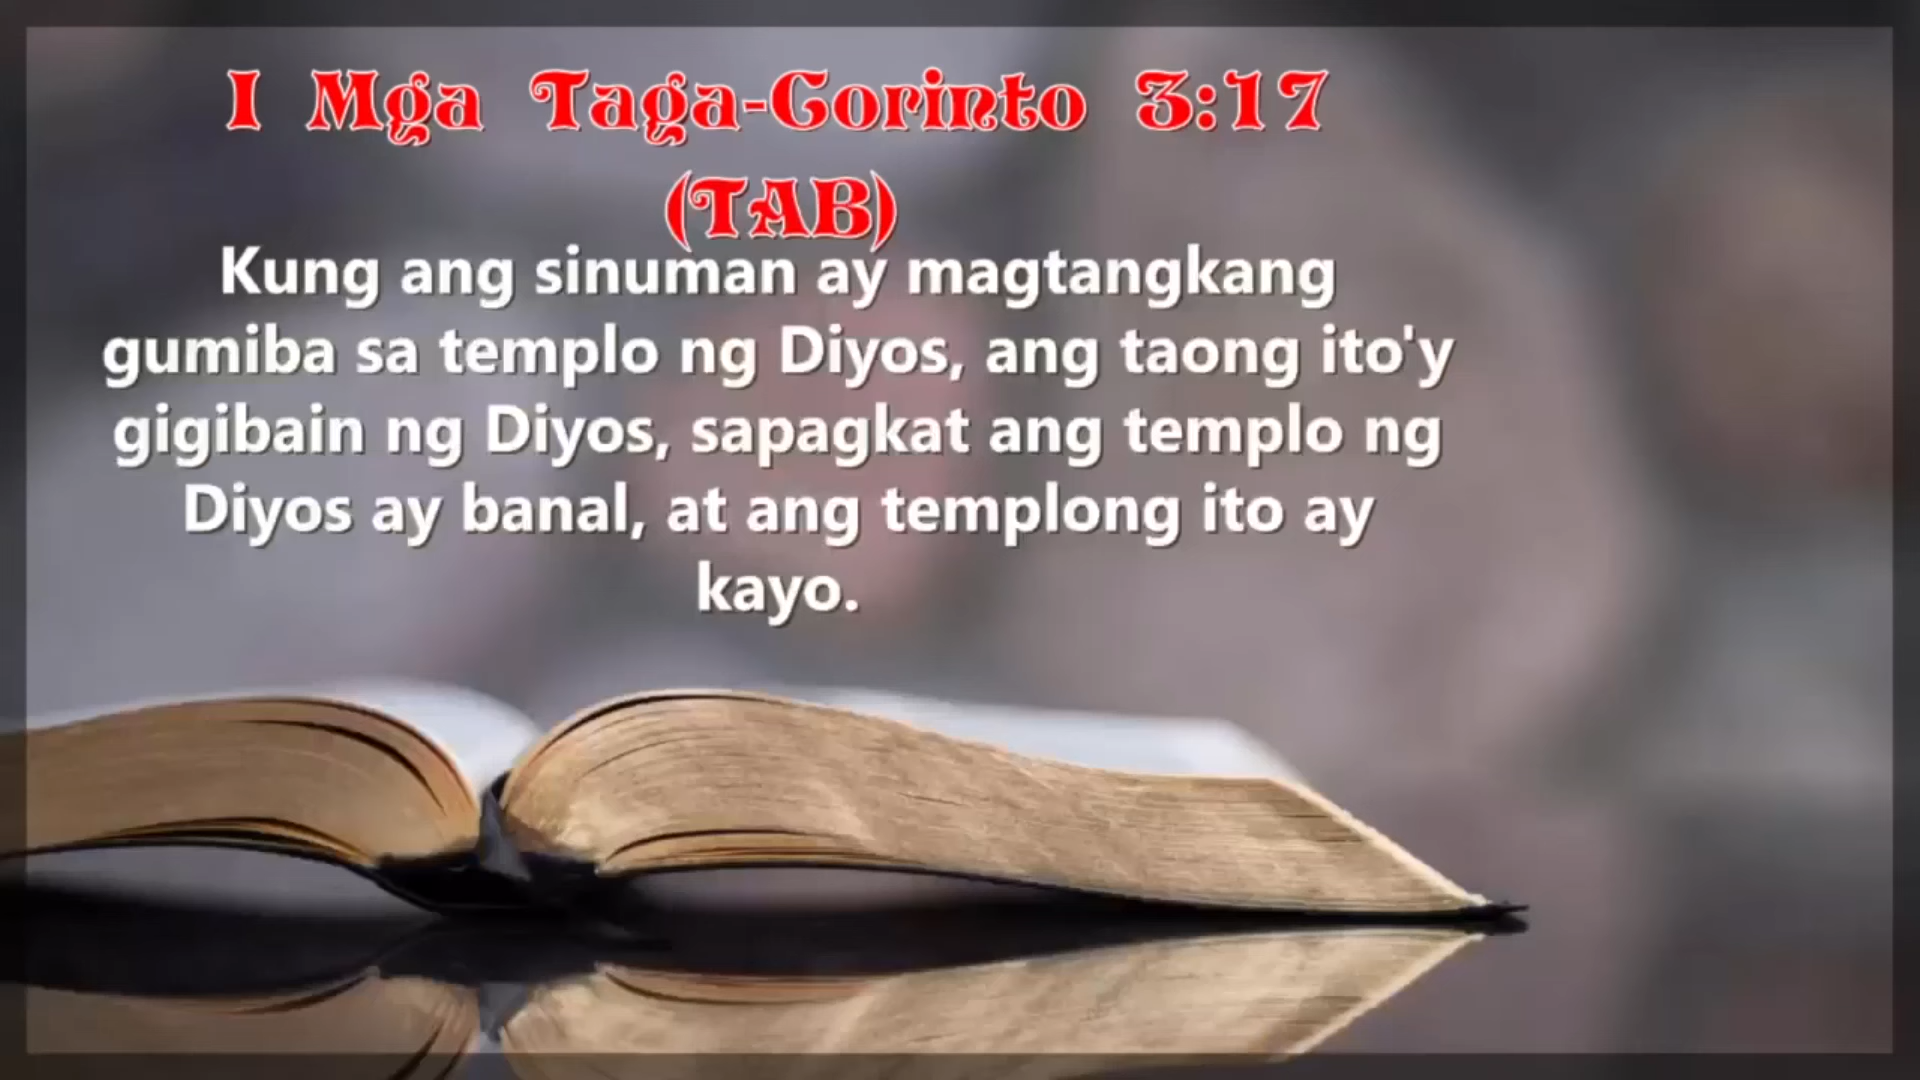 I Mga Taga-Corinto 3:17
(TAB)
Kung ang sinuman ay magtangkang
gumiba sa templo ng Diyos, ang taong ito'y
gigibain ng Diyos, sapagkat ang templo ng
Diyos ay banal, at ang templong ito ay
kayo.